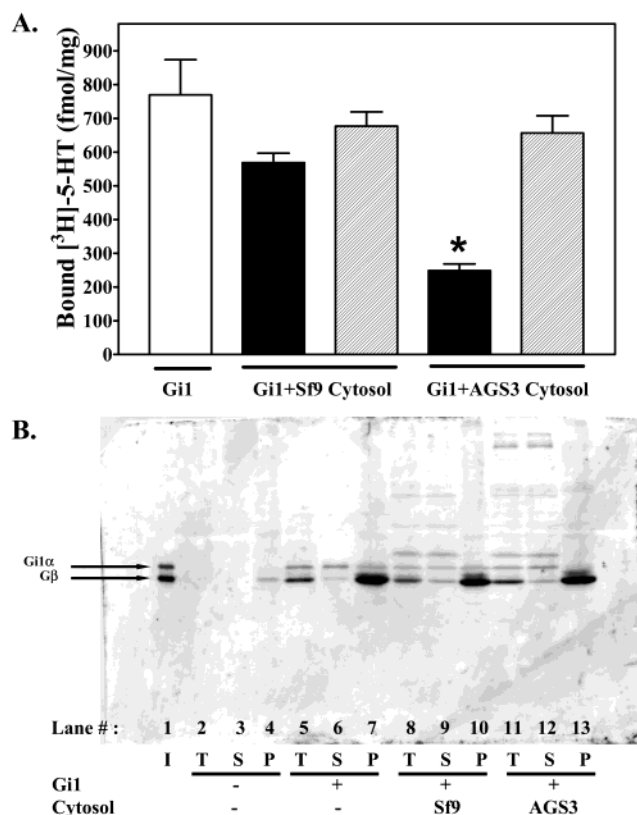 A.
Bound [³H]-5-HT (fmol/mg)
900
800
700
600
500
400
300
200
100
0
*
Gi1
Gi1+Sf9 Cytosol
Gi1+AGS3 Cytosol
B.
Gi1α
Gβ
Lane # : 1 2 3 4 5 6 7 8 9 10 11 12 13
I T S P T S P T S P T S P
Gi1 - + + +
Cytosol - - Sf9 AGS3